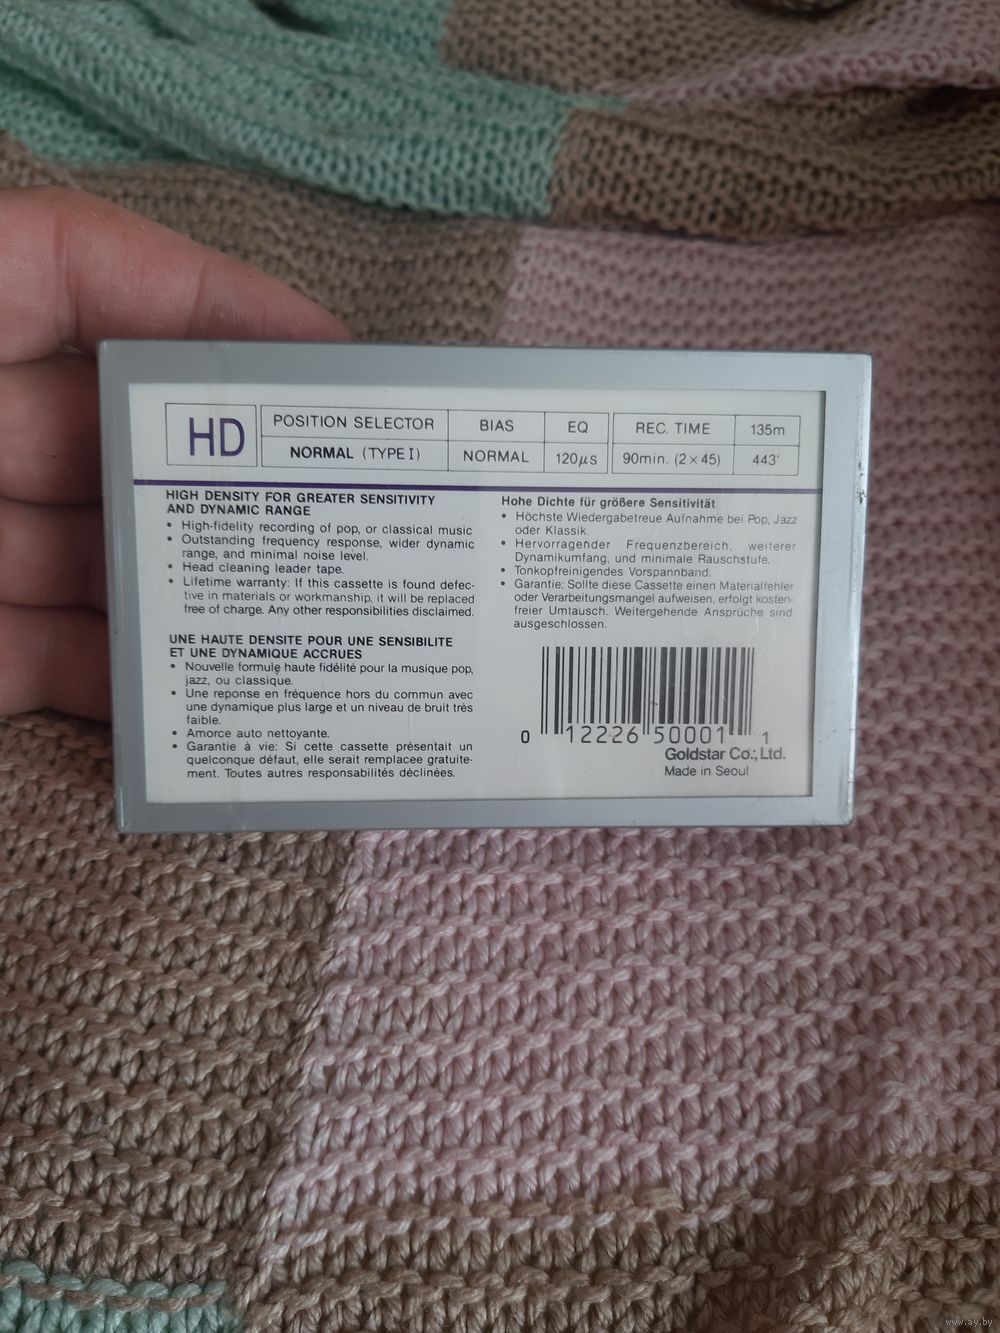 HD
POSITION SELECTOR BIAS EQ REC. TIME 135m
NORMAL (TYPE I) NORMAL 120µs 90min. (2×45) 443'
HIGH DENSITY FOR GREATER SENSITIVITY
AND DYNAMIC RANGE
• High-fidelity recording of pop, or classical music
• Outstanding frequency response, wider dynamic
range, and minimal noise level.
• Head cleaning leader tape.
• Lifetime warranty: If this cassette is found defec-
tive in materials or workmanship, it will be replaced
free of charge. Any other responsibilities disclaimed.
UNE HAUTE DENSITE POUR UNE SENSIBILITE
ET UNE DYNAMIQUE ACCRUES
• Nouvelle formule haute fidélité pour la musique pop,
jazz, ou classique.
• Une reponse en fréquence hors du commun avec
une dynamique plus large et un niveau de bruit très
faible.
• Amorce auto nettoyante.
• Garantie à vie: Si cette cassette présentait un
quelconque défaut, elle serait remplacee gratuite-
ment. Toutes autres responsabilités déclinées.
Hohe Dichte für größere Sensitivität
• Höchste Wiedergabetreue Aufnahme bei Pop, Jazz
oder Klassik.
• Hervorragender Frequenzbereich, weiterer
Dynamikumfang, und minimale Rauschstufe.
• Tonkopfreinigendes Vorspannband.
• Garantie: Sollte diese Cassette einen Materialfehler
oder Verarbeitungsmangel aufweisen, erfolgt kosten-
freier Umtausch. Weitergehende Ansprüche sind
ausgeschlossen.
0 12226 50001 1
Goldstar Co., Ltd.
Made in Seoul
www.ay.by